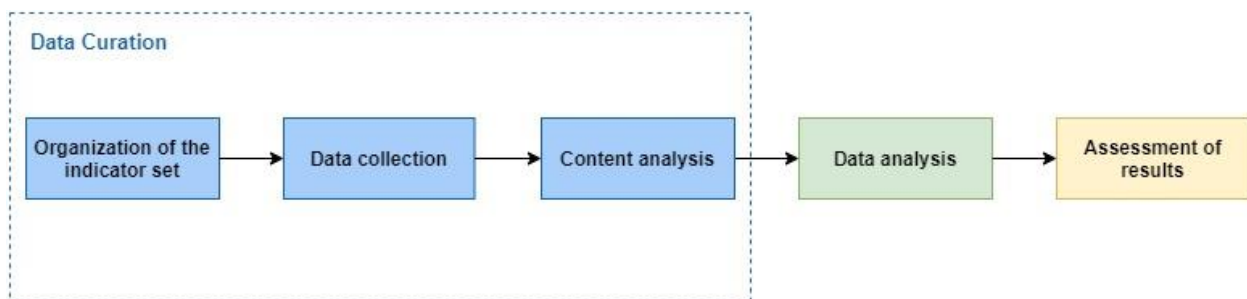 Data Curation
Organization of the
indicator set
Data collection
Content analysis
Data analysis
Assessment of
results